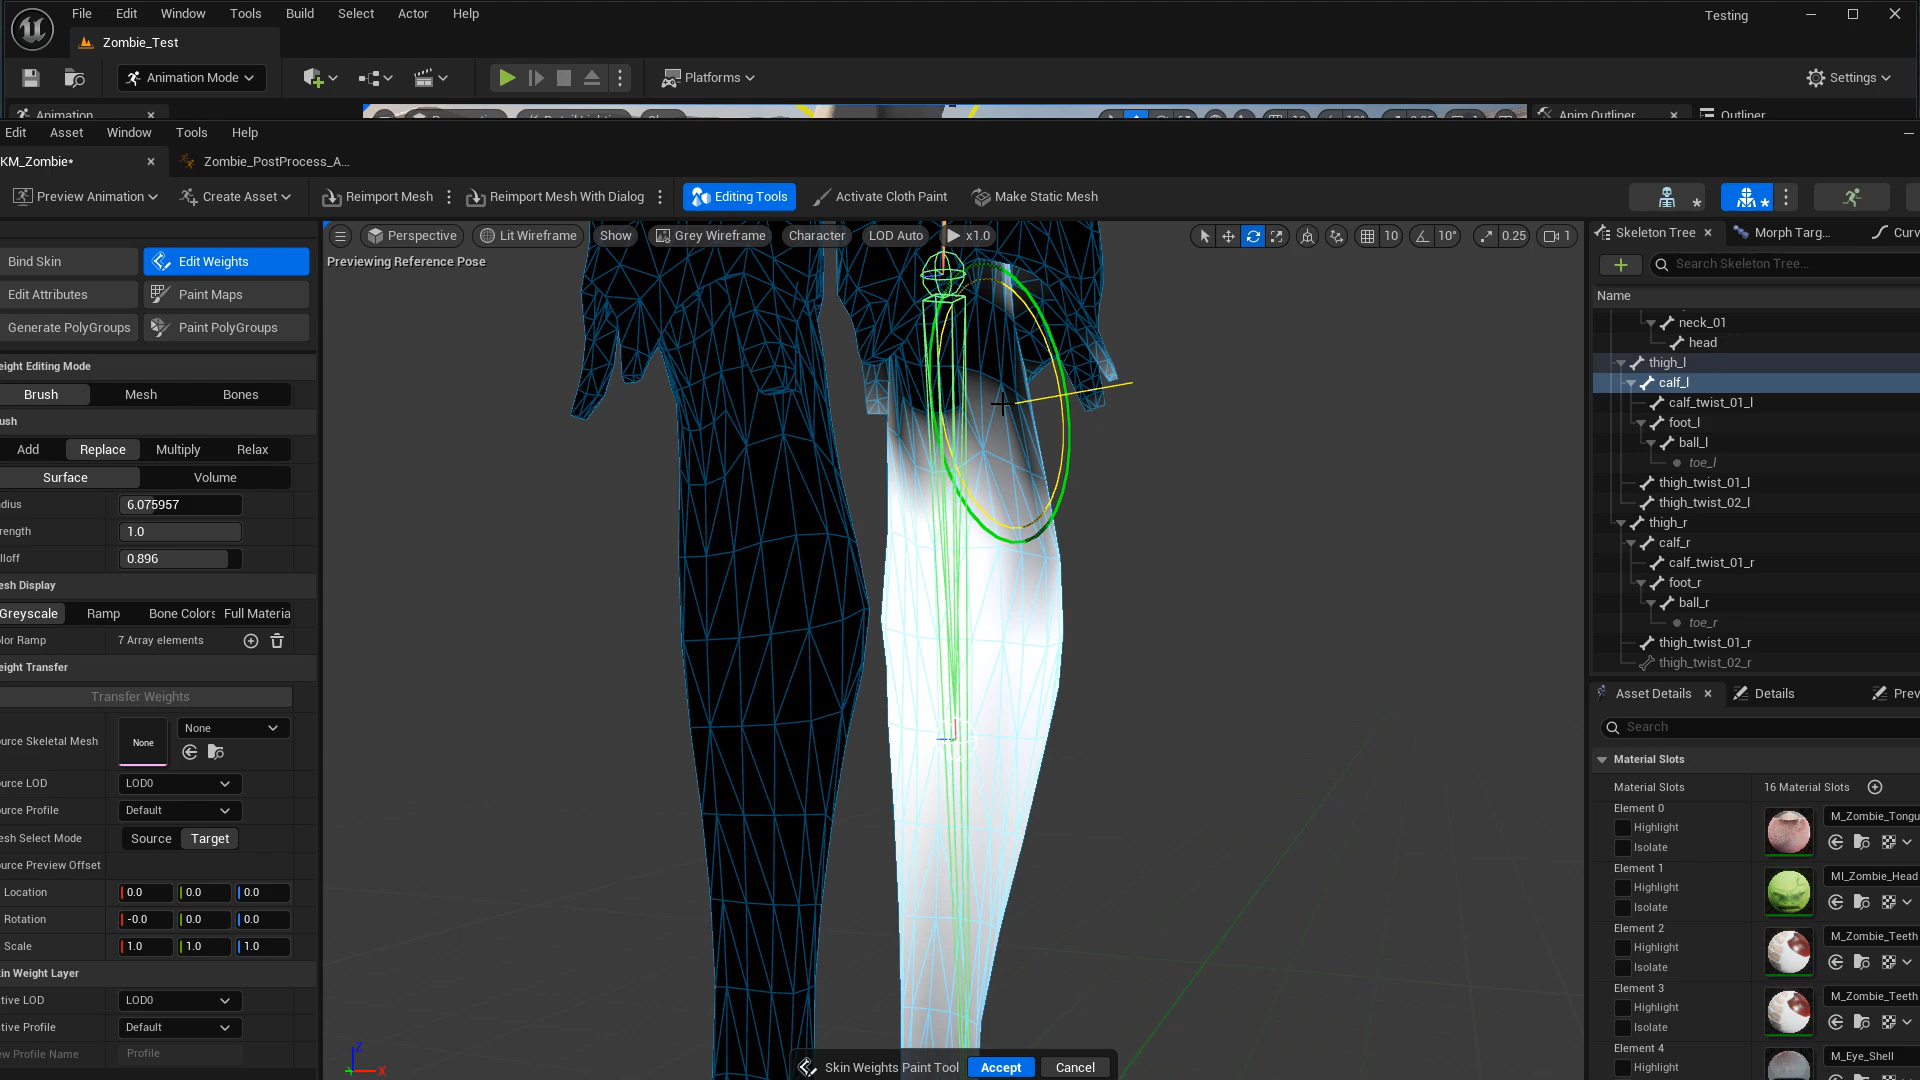 File Edit Window Tools Build Select Actor Help
Testing
Zombie_Test
Animation Mode
Platforms
Settings
Animation
Anim Outliner
Outliner
Edit Asset Window Tools Help
KM_Zombie*
Zombie_PostProcess_A...
Preview Animation
Create Asset
Reimport Mesh
Reimport Mesh With Dialog
Editing Tools
Activate Cloth Paint
Make Static Mesh
Bind Skin
Edit Weights
Edit Attributes
Paint Maps
Generate PolyGroups
Paint PolyGroups
eight Editing Mode
Brush Mesh Bones
ush
Add Replace Multiply Relax
Surface Volume
dius 6.075957
rength 1.0
lloff 0.896
esh Display
Greyscale Ramp Bone Colors Full Materia
lor Ramp 7 Array elements
eight Transfer
Transfer Weights
urce Skeletal Mesh None None
urce LOD LOD0
urce Profile Default
esh Select Mode Source Target
urce Preview Offset
Location 0.0 0.0 0.0
Rotation -0.0 0.0 0.0
Scale 1.0 1.0 1.0
kin Weight Layer
tive LOD LOD0
tive Profile Default
ew Profile Name Profile
Perspective Lit Wireframe Show Grey Wireframe Character LOD Auto x1.0
10 10° 0.25 1
Previewing Reference Pose
Z
X
Skin Weights Paint Tool Accept Cancel
Skeleton Tree Morph Targ... Curv
Search Skeleton Tree...
Name
neck_01
head
thigh_l
calf_l
calf_twist_01_l
foot_l
ball_l
toe_l
thigh_twist_01_l
thigh_twist_02_l
thigh_r
calf_r
calf_twist_01_r
foot_r
ball_r
toe_r
thigh_twist_01_r
thigh_twist_02_r
Asset Details Details Prev
Search
Material Slots
Material Slots 16 Material Slots
Element 0
Highlight
Isolate
M_Zombie_Tongu
Element 1
Highlight
Isolate
MI_Zombie_Head
Element 2
Highlight
Isolate
M_Zombie_Teeth
Element 3
Highlight
Isolate
M_Zombie_Teeth
Element 4
Highlight
M_Eye_Shell